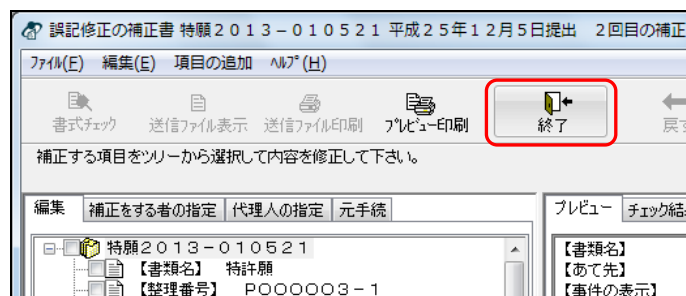 誤記修正の補正書 特願２０１３－０１０５２１ 平成２５年１２月５日提出 ２回目の補正
ﾌｧｲﾙ(F) 編集(E) 項目の追加 ﾍﾙﾌﾟ(H)
書式ﾁｪｯｸ 送信ﾌｧｲﾙ表示 送信ﾌｧｲﾙ印刷 ﾌﾟﾚﾋﾞｭｰ印刷 終了 戻す
補正する項目をツリーから選択して内容を修正して下さい。
編集 補正をする者の指定 代理人の指定 元手続 プレビュー チェック結
特願２０１３－０１０５２１
【書類名】 特許願
【整理番号】 Ｐ０００００３－１
【書類名】
【あて先】
【事件の表示】